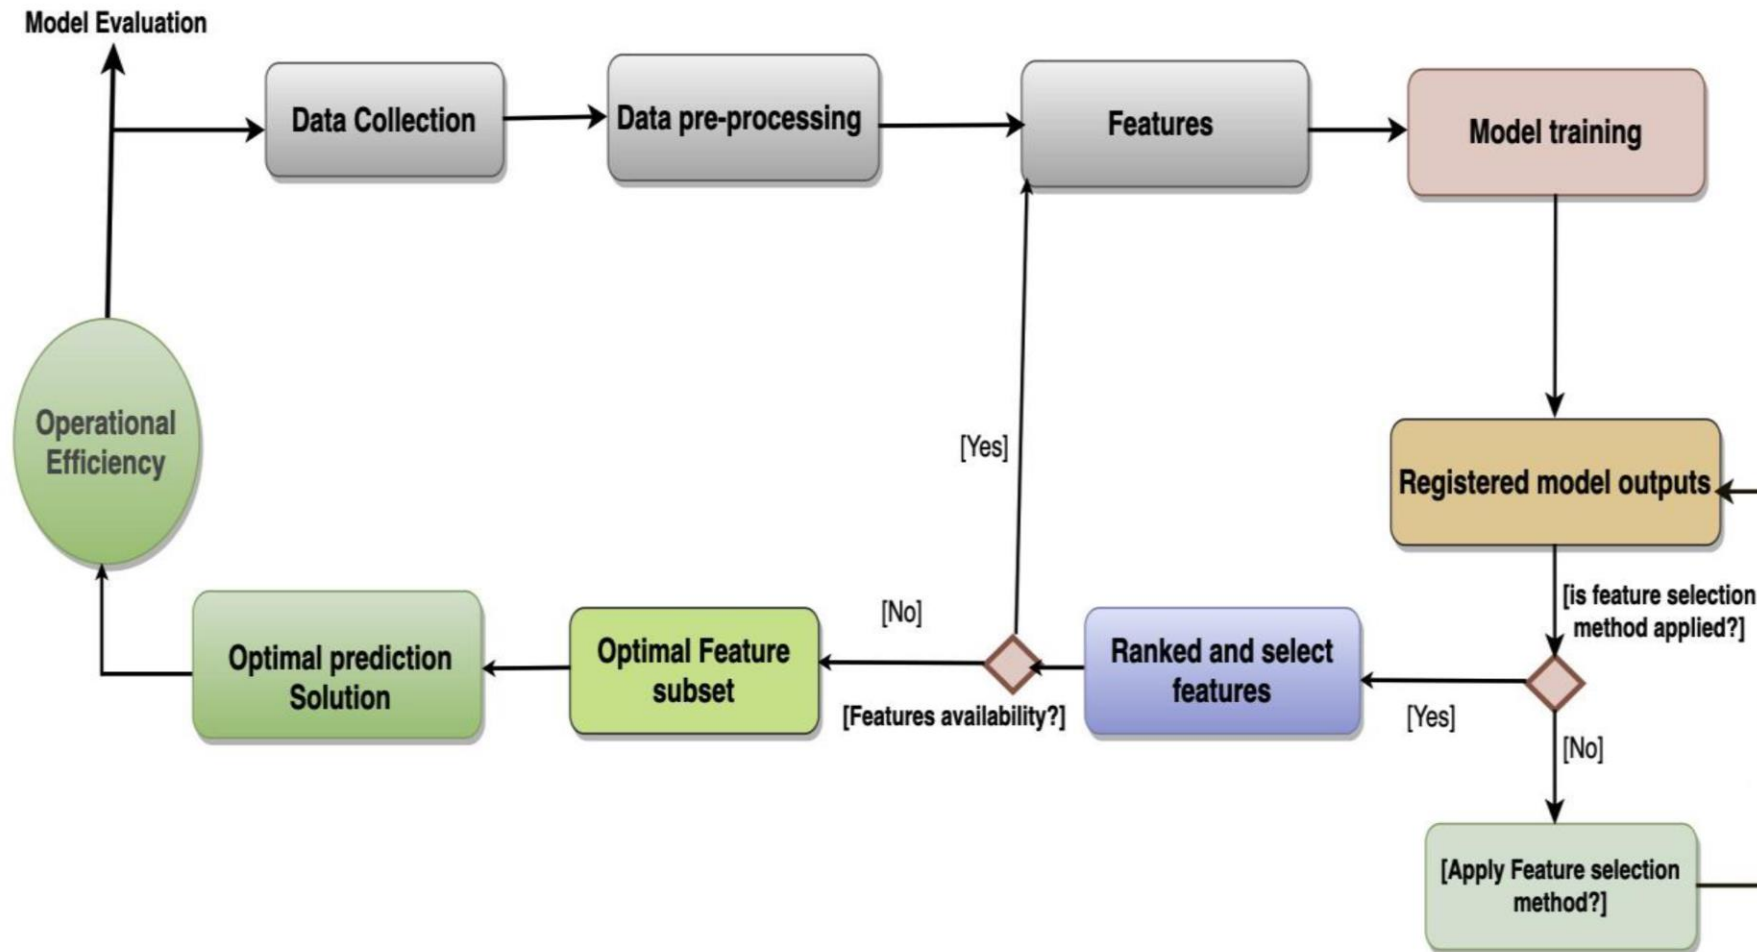 Model Evaluation
Data Collection
Data pre-processing
Features
Model training
Operational
Efficiency
[Yes]
Registered model outputs
[is feature selection
method applied?]
[No]
Optimal prediction
Solution
Optimal Feature
subset
[Features availability?]
Ranked and select
features
[Yes]
[No]
[Apply Feature selection
method?]